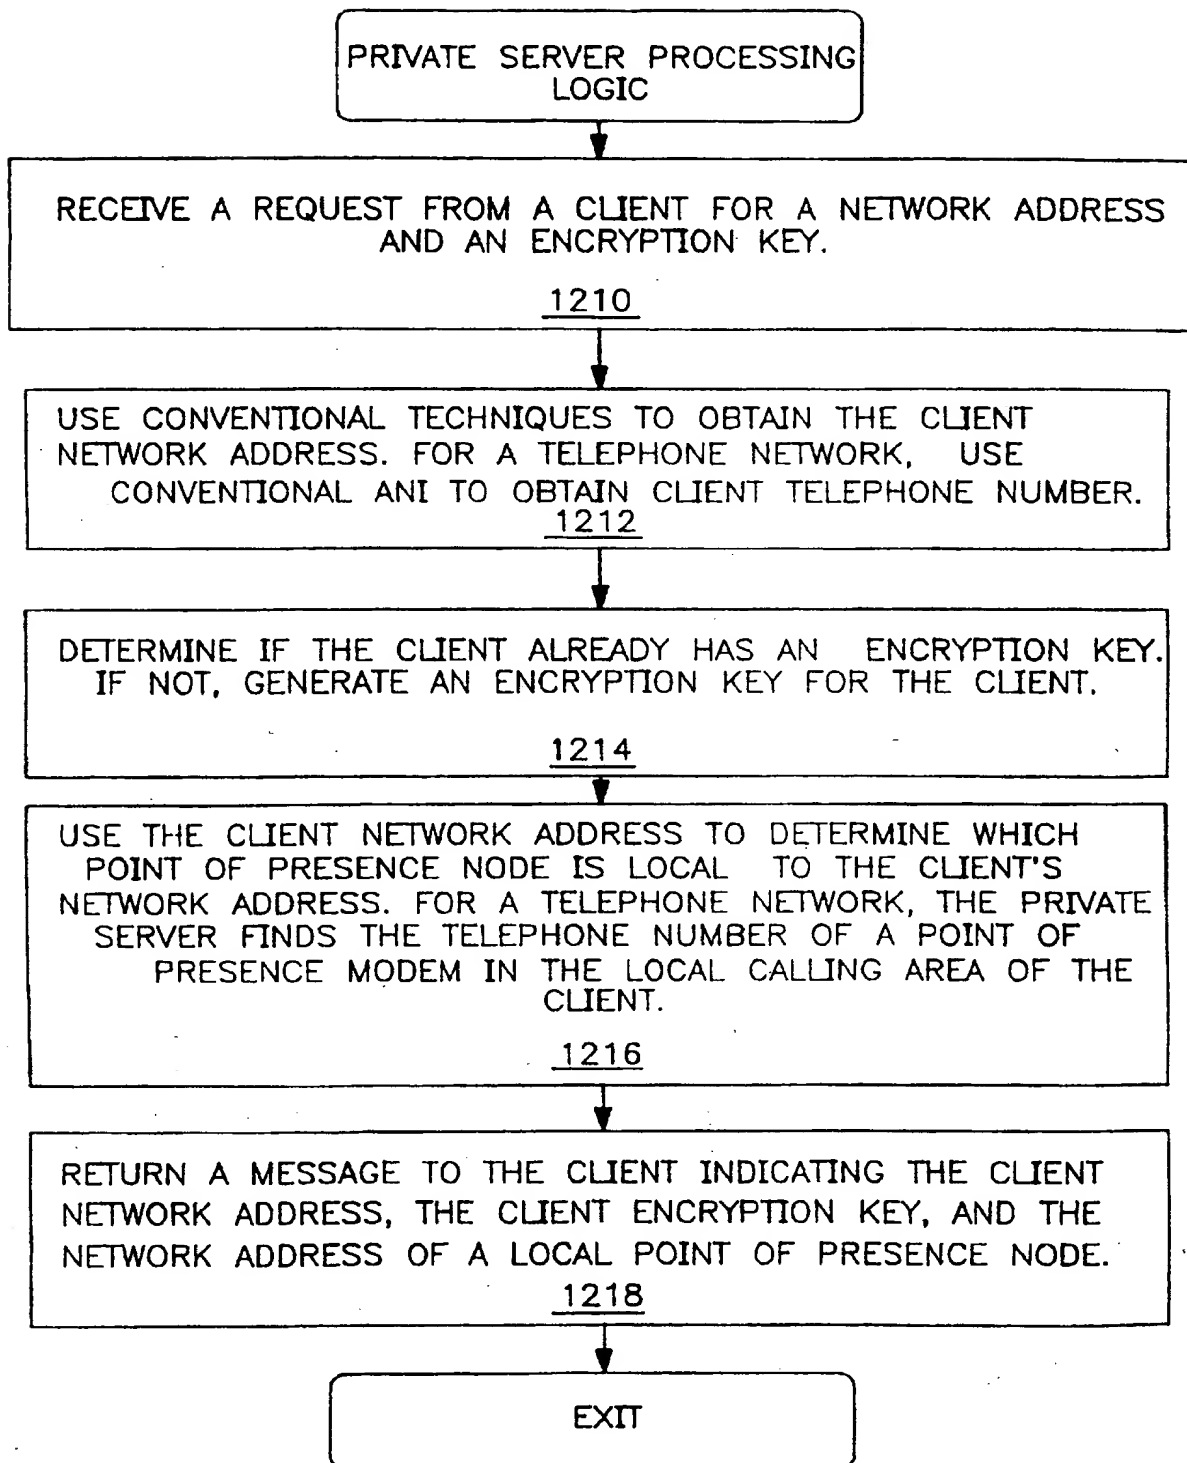 PRIVATE SERVER PROCESSING
LOGIC
RECEIVE A REQUEST FROM A CLIENT FOR A NETWORK ADDRESS
AND AN ENCRYPTION KEY.
1210
USE CONVENTIONAL TECHNIQUES TO OBTAIN THE CLIENT
NETWORK ADDRESS. FOR A TELEPHONE NETWORK, USE
CONVENTIONAL ANI TO OBTAIN CLIENT TELEPHONE NUMBER.
1212
DETERMINE IF THE CLIENT ALREADY HAS AN ENCRYPTION KEY.
IF NOT, GENERATE AN ENCRYPTION KEY FOR THE CLIENT.
1214
USE THE CLIENT NETWORK ADDRESS TO DETERMINE WHICH
POINT OF PRESENCE NODE IS LOCAL TO THE CLIENT'S
NETWORK ADDRESS. FOR A TELEPHONE NETWORK, THE PRIVATE
SERVER FINDS THE TELEPHONE NUMBER OF A POINT OF
PRESENCE MODEM IN THE LOCAL CALLING AREA OF THE
CLIENT.
1216
RETURN A MESSAGE TO THE CLIENT INDICATING THE CLIENT
NETWORK ADDRESS, THE CLIENT ENCRYPTION KEY, AND THE
NETWORK ADDRESS OF A LOCAL POINT OF PRESENCE NODE.
1218
EXIT